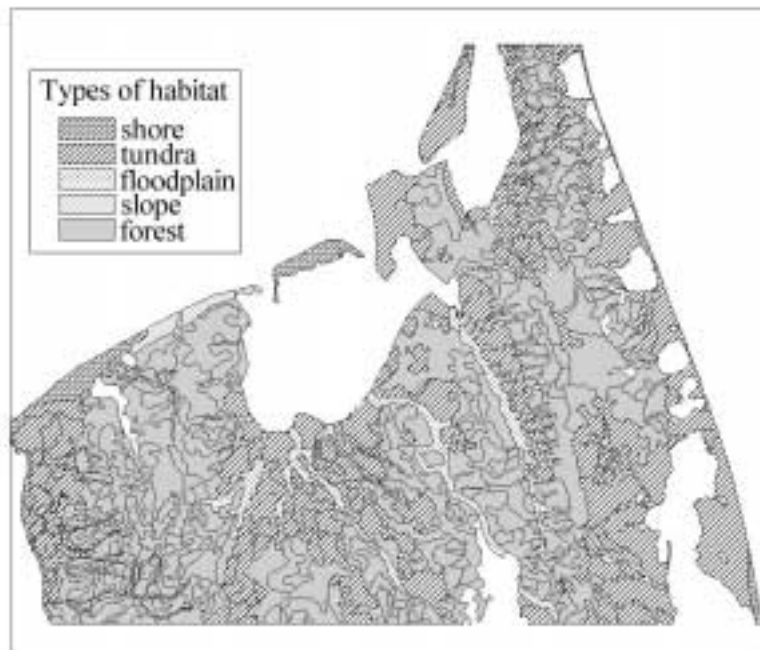 Types of habitat
shore
tundra
floodplain
slope
forest